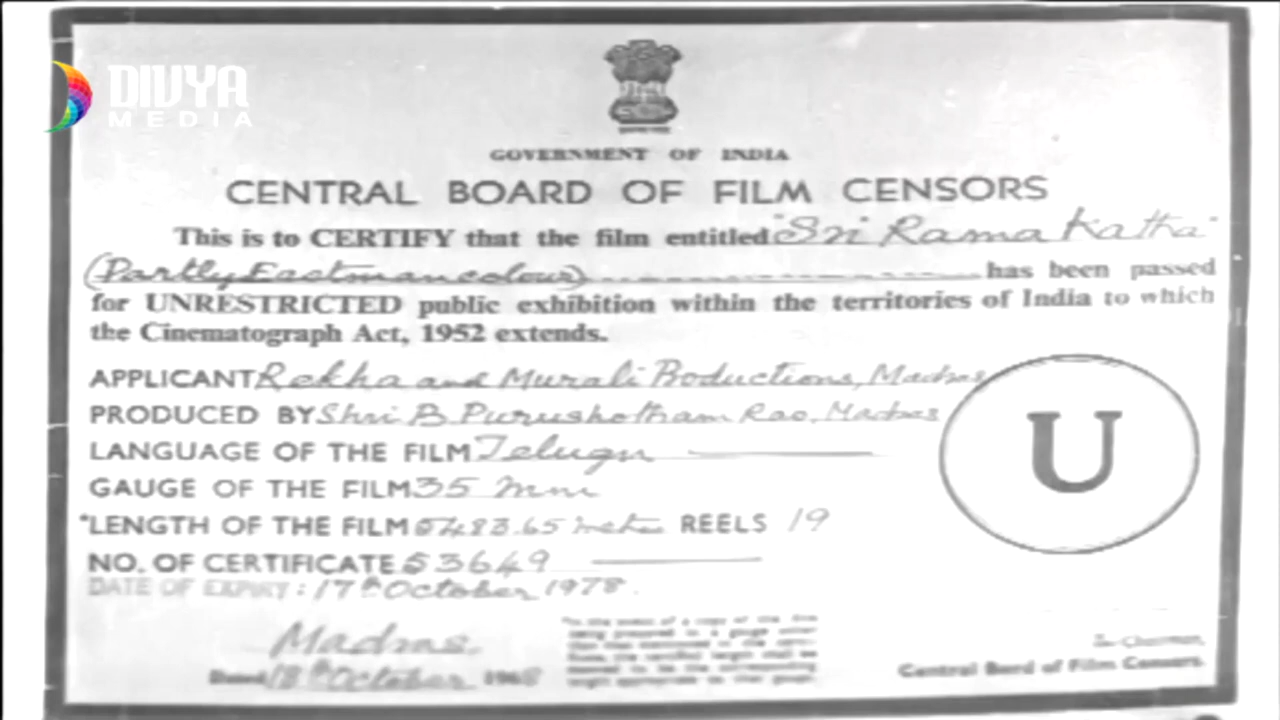 DIVYA
MEDIA
GOVERNMENT OF INDIA
CENTRAL BOARD OF FILM CENSORS
This is to CERTIFY that the film entitled "Sri Rama Katha"
(Partly Eastmancolour) has been passed
for UNRESTRICTED public exhibition within the territories of India to which
the Cinematograph Act, 1952 extends.
APPLICANT Rekha and Murali Productions, Madras
PRODUCED BY Shri B. Purushotham Rao, Madras
LANGUAGE OF THE FILM Telugu
GAUGE OF THE FILM 35 mm
*LENGTH OF THE FILM 5483.65 metres REELS 19
NO. OF CERTIFICATE 53649
DATE OF EXPIRY: 17th October 1978.
U
Madras.
Dated 18th October 1968
Chairman,
Central Bord of Film Censors.